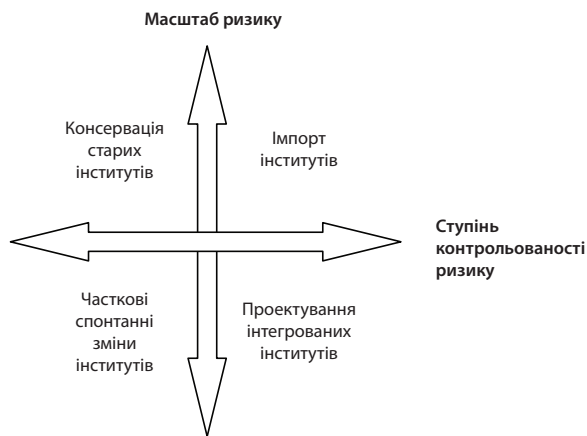 Масштаб ризику
Консервація
старих
інститутів
Імпорт
інститутів
Ступінь
контрольованості
ризику
Часткові
спонтанні
зміни
інститутів
Проектування
інтегрованих
інститутів